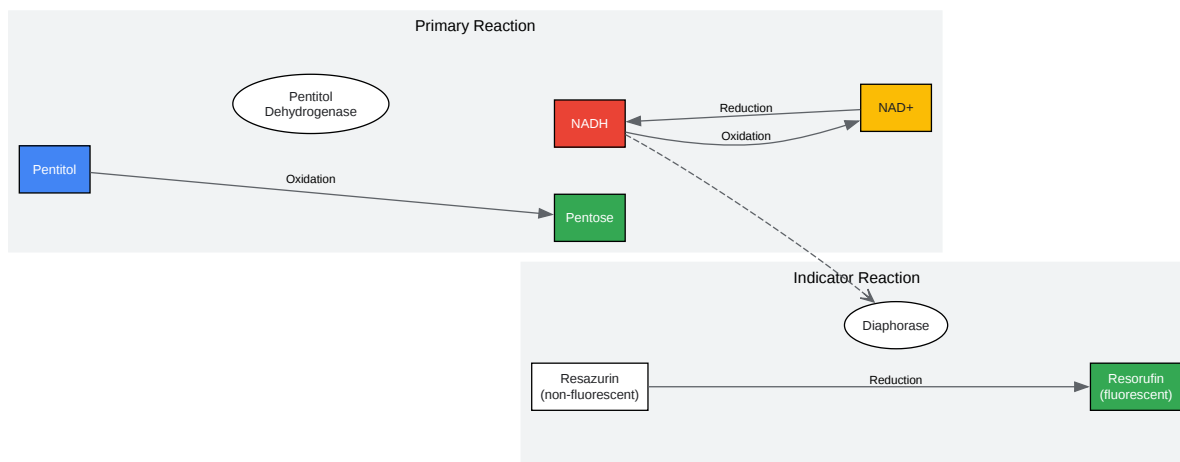 Primary Reaction
Pentitol
Dehydrogenase
NADH
Reduction
NAD+
Oxidation
Pentitol
Oxidation
Pentose
Indicator Reaction
Diaphorase
Resazurin
(non-fluorescent)
Reduction
Resorufin
(fluorescent)